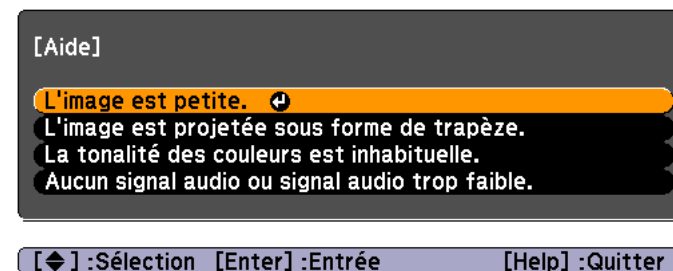 [Aide]
L'image est petite.
L'image est projetée sous forme de trapèze.
La tonalité des couleurs est inhabituelle.
Aucun signal audio ou signal audio trop faible.
[◆] :Sélection [Enter] :Entrée [Help] :Quitter